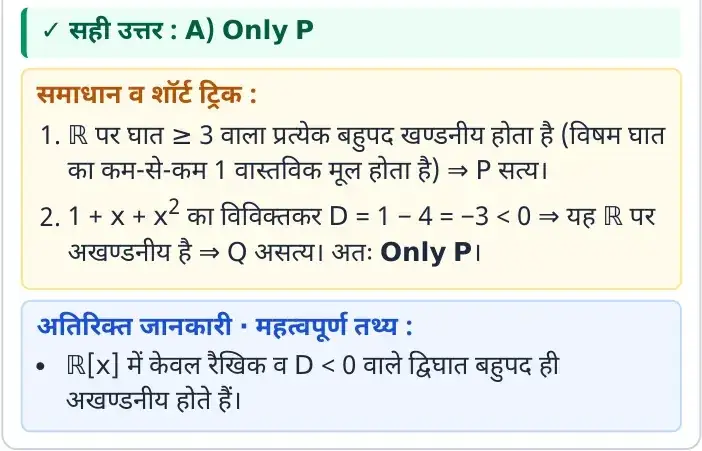 ✓ सही उत्तर : A) Only P
समाधान व शॉर्ट ट्रिक :
1. ℝ पर घात ≥ 3 वाला प्रत्येक बहुपद खण्डनीय होता है (विषम घात
का कम-से-कम 1 वास्तविक मूल होता है) ⇒ P सत्य।
2. 1 + x + x² का विविक्तकर D = 1 − 4 = −3 < 0 ⇒ यह ℝ पर
अखण्डनीय है ⇒ Q असत्य। अतः Only P।
अतिरिक्त जानकारी · महत्वपूर्ण तथ्य :
• ℝ[x] में केवल रैखिक व D < 0 वाले द्विघात बहुपद ही
अखण्डनीय होते हैं।